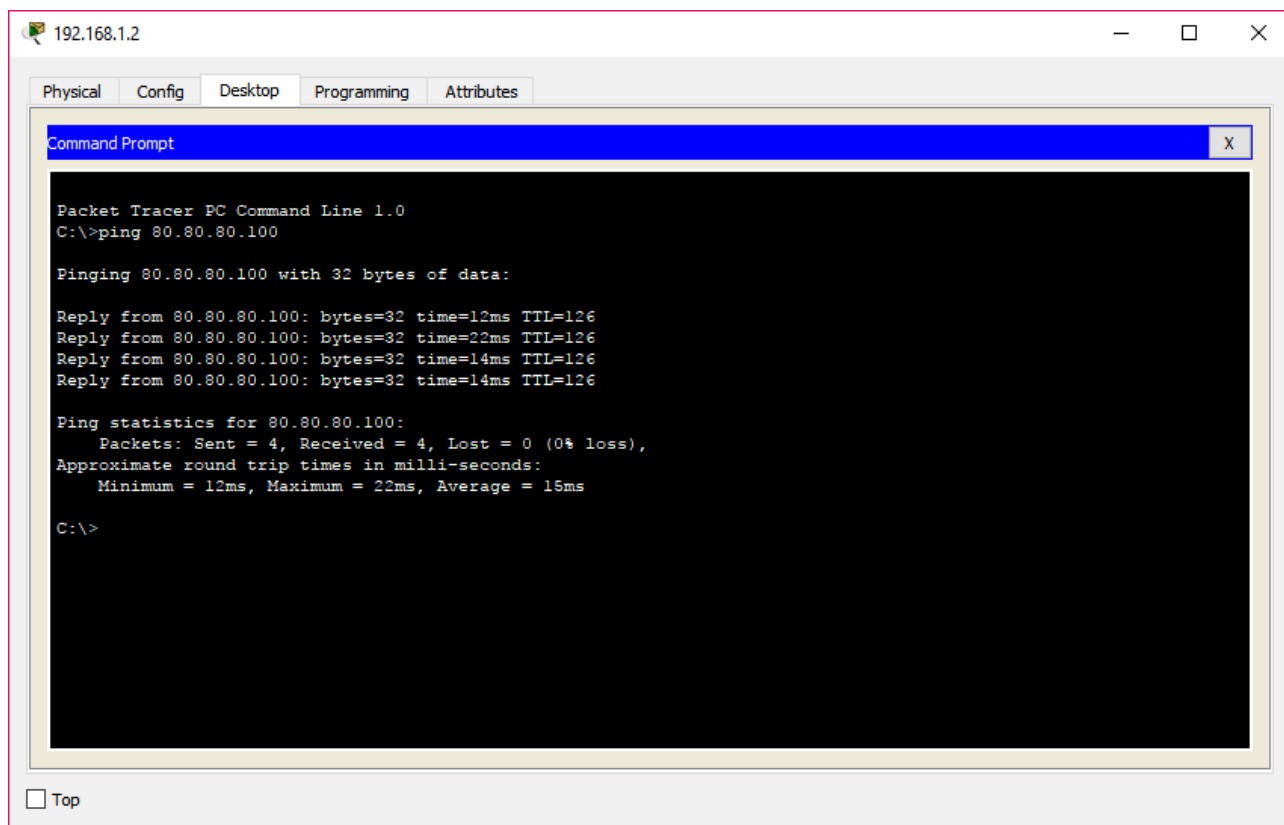 192.168.1.2
Physical Config Desktop Programming Attributes
Command Prompt X
Packet Tracer PC Command Line 1.0
C:\>ping 80.80.80.100
Pinging 80.80.80.100 with 32 bytes of data:
Reply from 80.80.80.100: bytes=32 time=12ms TTL=126
Reply from 80.80.80.100: bytes=32 time=22ms TTL=126
Reply from 80.80.80.100: bytes=32 time=14ms TTL=126
Reply from 80.80.80.100: bytes=32 time=14ms TTL=126
Ping statistics for 80.80.80.100:
Packets: Sent = 4, Received = 4, Lost = 0 (0% loss),
Approximate round trip times in milli-seconds:
Minimum = 12ms, Maximum = 22ms, Average = 15ms
C:\>
Top